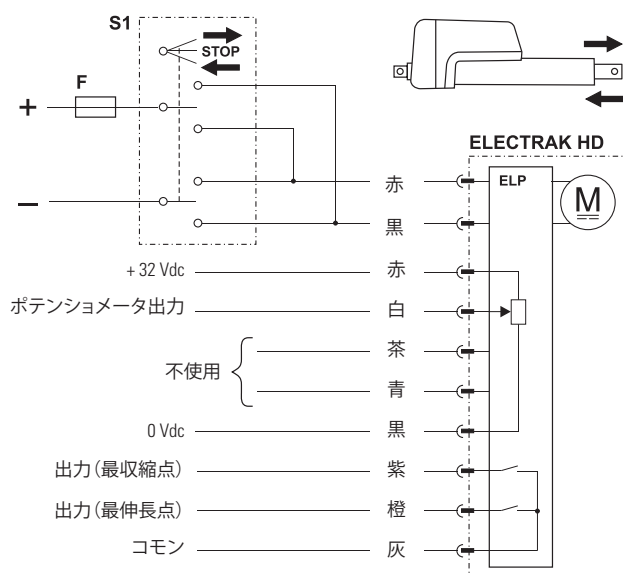 S1
STOP
F
+
−
ELECTRAK HD
ELP
M
赤
黒
+ 32 Vdc 赤
ポテンショメータ出力 白
茶
不使用
青
0 Vdc 黒
出力（最収縮点） 紫
出力（最伸長点） 橙
コモン 灰